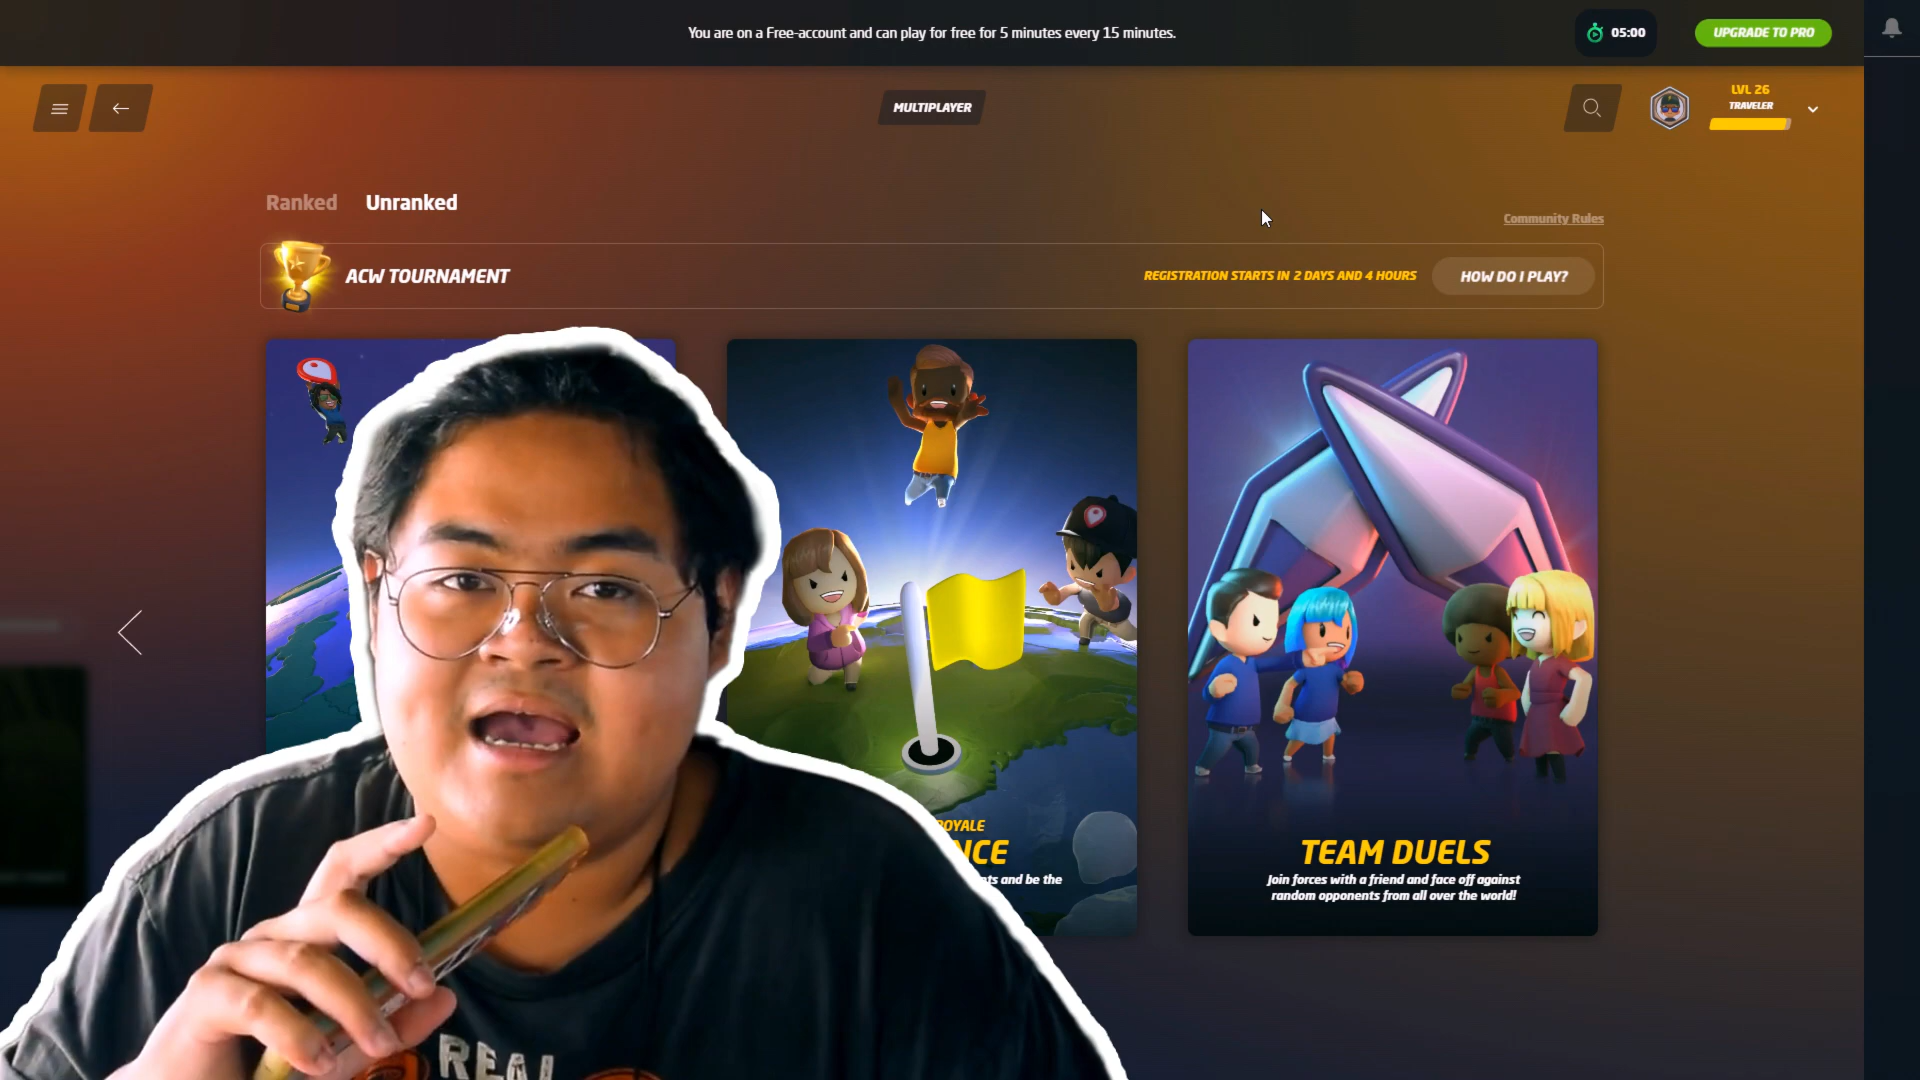 You are on a Free-account and can play for free for 5 minutes every 15 minutes.
05:00
UPGRADE TO PRO
MULTIPLAYER
LVL 26
TRAVELER
Ranked
Unranked
Community Rules
ACW TOURNAMENT
REGISTRATION STARTS IN 2 DAYS AND 4 HOURS
HOW DO I PLAY?
ROYALE
NCE
and be the
TEAM DUELS
Join forces with a friend and face off against
random opponents from all over the world!
REAL